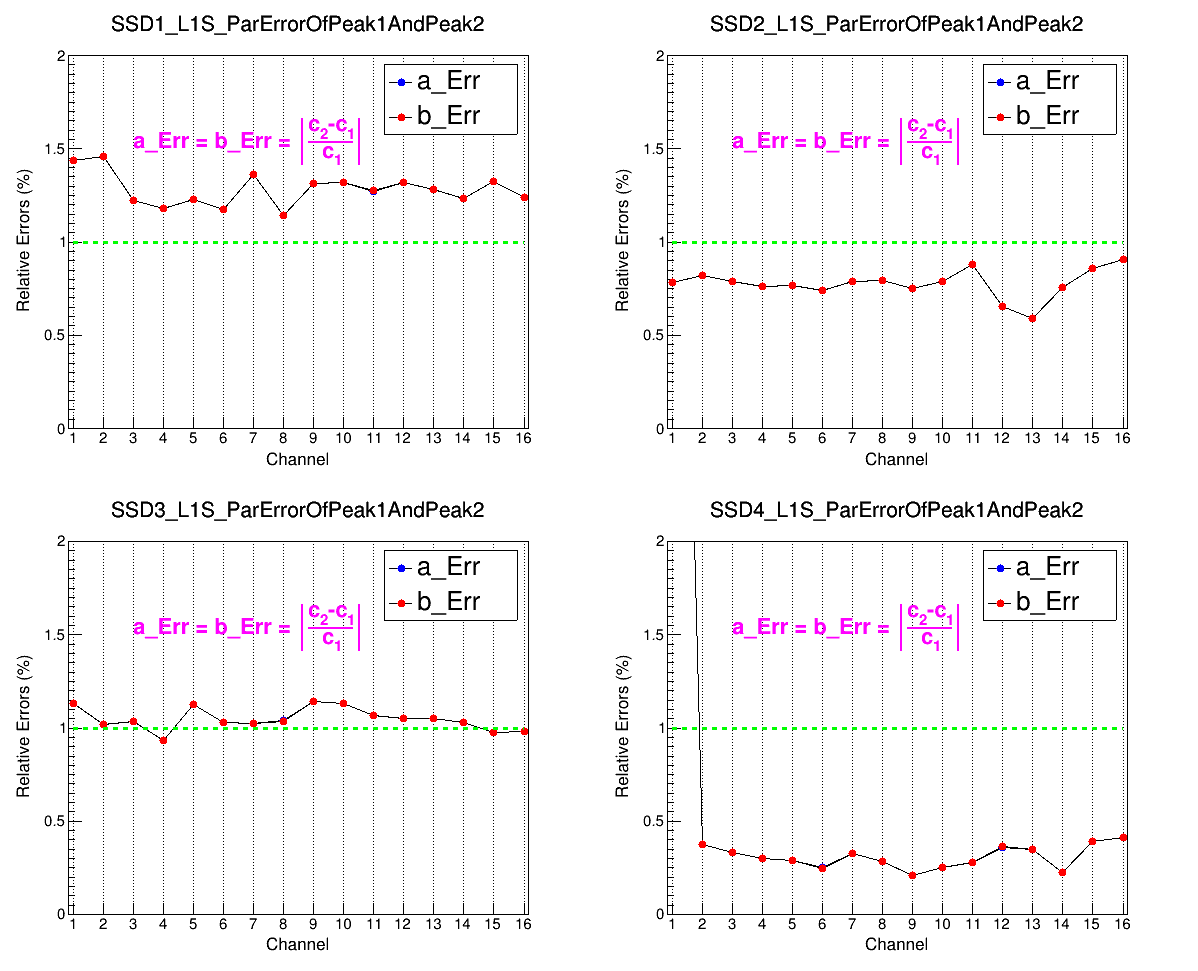 SSD1_L1S_ParErrorOfPeak1AndPeak2
2
1.5
1
0.5
0
Relative Errors (%)
a_Err
b_Err
a_Err = b_Err = |c₂-c₁/c₁|
1 2 3 4 5 6 7 8 9 10 11 12 13 14 15 16
Channel
SSD2_L1S_ParErrorOfPeak1AndPeak2
2
1.5
1
0.5
0
Relative Errors (%)
a_Err
b_Err
a_Err = b_Err = |c₂-c₁/c₁|
1 2 3 4 5 6 7 8 9 10 11 12 13 14 15 16
Channel
SSD3_L1S_ParErrorOfPeak1AndPeak2
2
1.5
1
0.5
0
Relative Errors (%)
a_Err
b_Err
a_Err = b_Err = |c₂-c₁/c₁|
1 2 3 4 5 6 7 8 9 10 11 12 13 14 15 16
Channel
SSD4_L1S_ParErrorOfPeak1AndPeak2
2
1.5
1
0.5
0
Relative Errors (%)
a_Err
b_Err
a_Err = b_Err = |c₂-c₁/c₁|
1 2 3 4 5 6 7 8 9 10 11 12 13 14 15 16
Channel